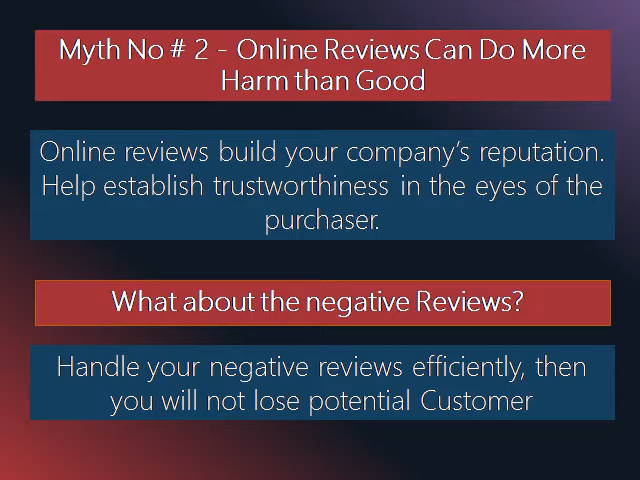 Myth No # 2 - Online Reviews Can Do More
Harm than Good
Online reviews build your company's reputation.
Help establish trustworthiness in the eyes of the
purchaser.
What about the negative Reviews?
Handle your negative reviews efficiently, then
you will not lose potential Customer